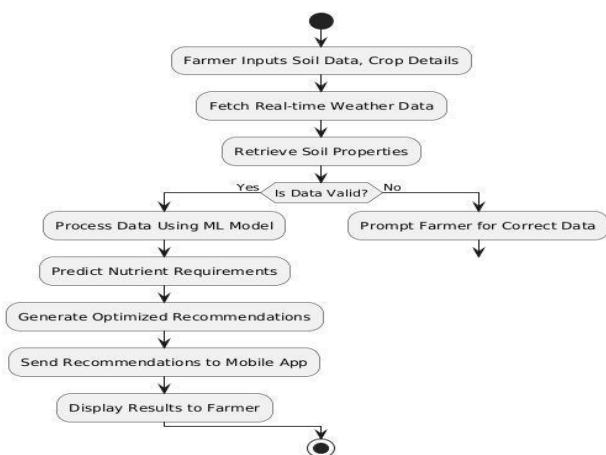 Farmer Inputs Soil Data, Crop Details
Fetch Real-time Weather Data
Retrieve Soil Properties
Is Data Valid?
Yes
No
Process Data Using ML Model
Prompt Farmer for Correct Data
Predict Nutrient Requirements
Generate Optimized Recommendations
Send Recommendations to Mobile App
Display Results to Farmer